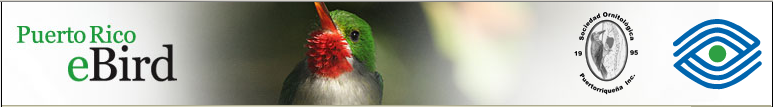 Puerto Rico
eBird
Sociedad Ornitológica
19 95
Puertorriqueña Inc.